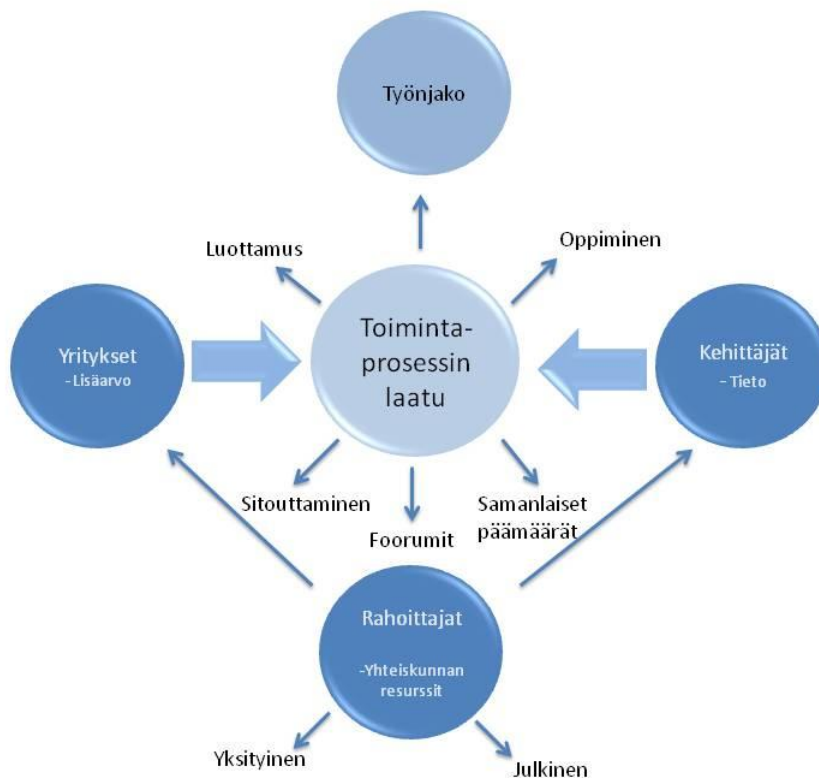 Työnjako
Luottamus
Oppiminen
Toiminta-
prosessin
laatu
Yritykset
- Lisäarvo
Kehittäjät
- Tieto
Sitouttaminen
Foorumit
Samanlaiset
päämäärät
Rahoittajat
-Yhteiskunnan
resurssit
Yksityinen
Julkinen